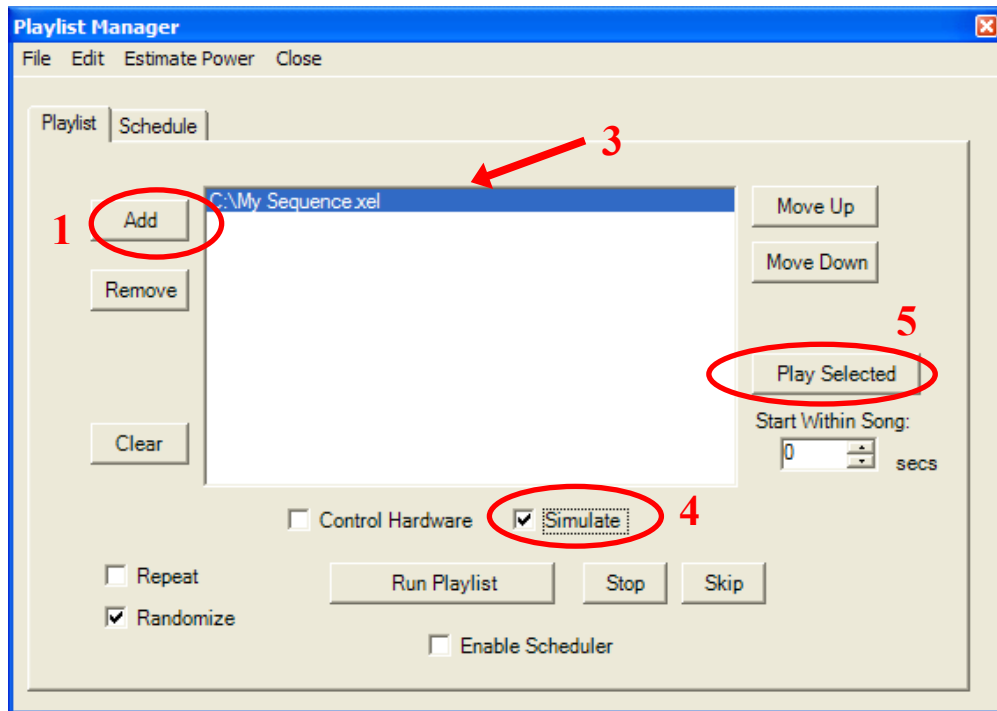 Playlist Manager
File Edit Estimate Power Close
Playlist Schedule
3
C:\My Sequence.xel
1 Add
Move Up
Move Down
Remove
5
Play Selected
Start Within Song:
0 secs
Clear
Control Hardware Simulate 4
Repeat Run Playlist Stop Skip
Randomize
Enable Scheduler